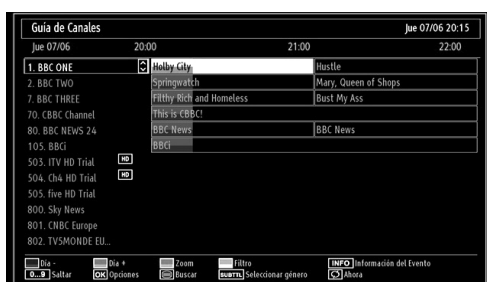 Guia de Canales Jue 07/06 20:15
Jue 07/06 20:00 21:00 22:00
1. BBC ONE Holby City Hustle
2. BBC TWO Springwatch Mary, Queen of Shops
7. BBC THREE Filthy Rich and Homeless Bust My Ass
70. CBBC Channel This is CBBC!
80. BBC NEWS 24 BBC News BBC News
105. BBCi BBCi
503. ITV HD Trial HD
504. Ch4 HD Trial HD
505. five HD Trial
800. Sky News
801. CNBC Europe
802. TV5MONDE EU...
Día - Día + Zoom Filtro INFO Información del Evento
0...9 Saltar OK Opciones Buscar SUBTTL Seleccionar género Ahora